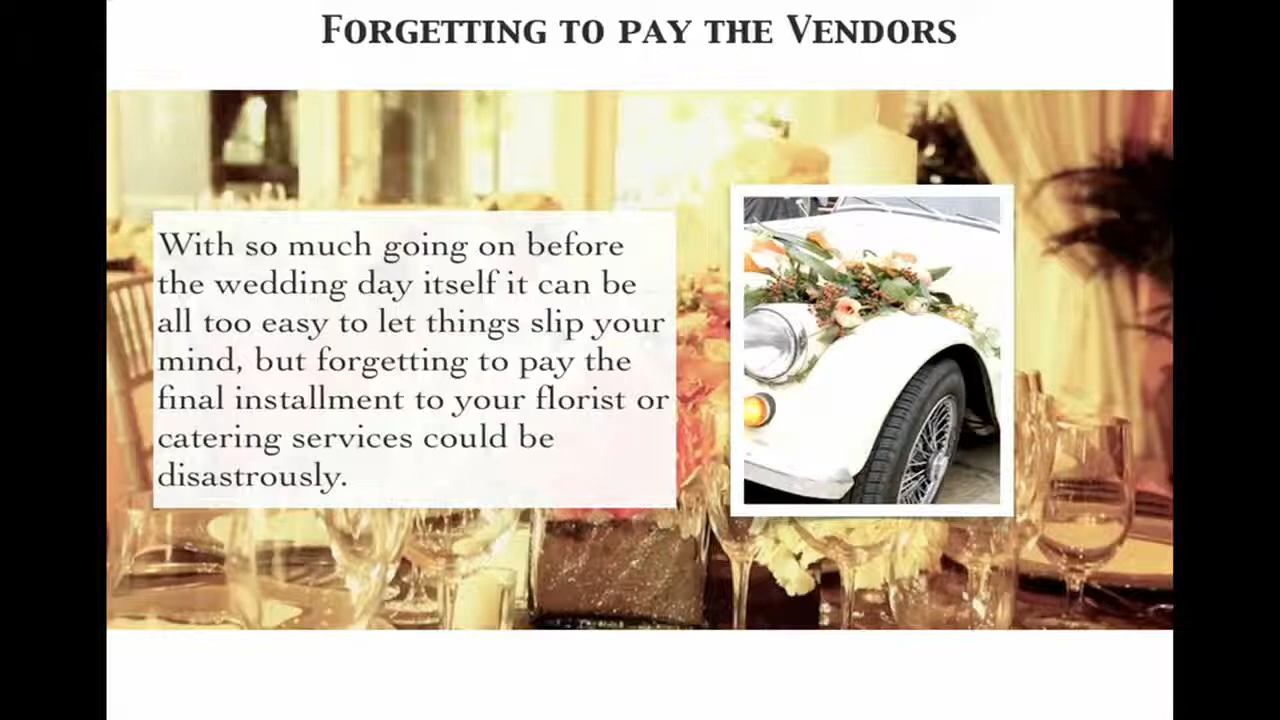 Forgetting to pay the Vendors
With so much going on before
the wedding day itself it can be
all too easy to let things slip your
mind, but forgetting to pay the
final installment to your florist or
catering services could be
disastrously.